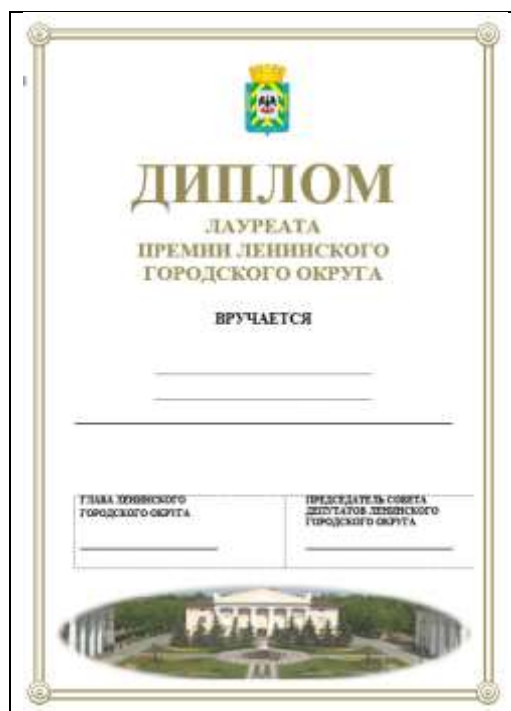 ДИПЛОМ
ЛАУРЕАТА
ПРЕМИИ ЛЕНИНСКОГО
ГОРОДСКОГО ОКРУГА
ВРУЧАЕТСЯ
ГЛАВА ЛЕНИНСКОГО
ГОРОДСКОГО ОКРУГА
ПРЕДСЕДАТЕЛЬ СОВЕТА
ДЕПУТАТОВ ЛЕНИНСКОГО
ГОРОДСКОГО ОКРУГА